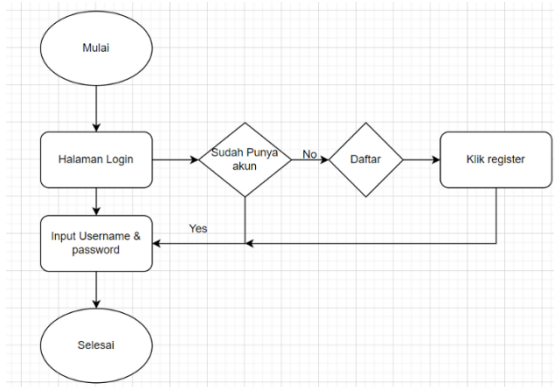 Mulai
Halaman Login
Sudah Punya
akun
No
Daftar
Klik register
Input Username &
password
Yes
Selesai